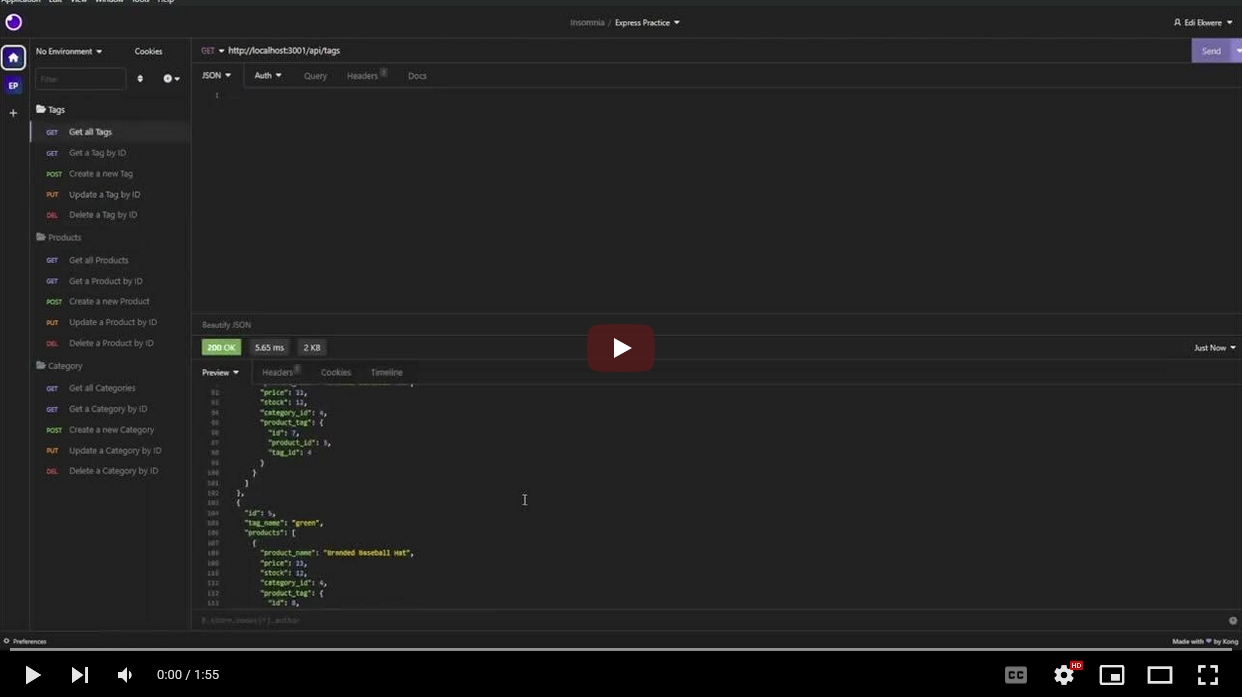 Application Edit View Window Tools Help
Insomnia / Express Practice
Edi Ekwere
No Environment
Cookies
GET http://localhost:3001/api/tags
Send
Filter
JSON
Auth
Query
Headers
Docs
EP
1
Tags
GET Get all Tags
GET Get a Tag by ID
POST Create a new Tag
PUT Update a Tag by ID
DEL Delete a Tag by ID
Products
GET Get all Products
GET Get a Product by ID
POST Create a new Product
PUT Update a Product by ID
DEL Delete a Product by ID
Category
GET Get all Categories
GET Get a Category by ID
POST Create a new Category
PUT Update a Category by ID
DEL Delete a Category by ID
Beautify JSON
200 OK
5.65 ms
2 KB
Just Now
Preview
Headers
Cookies
Timeline
92 "price": 23,
93 "stock": 12,
94 "category_id": 4,
95 "product_tag": {
96 "id": 7,
97 "product_id": 3,
98 "tag_id": 4
99 }
100 }
101 ]
102 },
103 {
104 "id": 5,
105 "tag_name": "green",
106 "products": [
107 {
108 "product_name": "Branded Baseball Hat",
109 "price": 23,
110 "stock": 12,
111 "category_id": 4,
112 "product_tag": {
113 "id": 8,
$.store.books[*].author
Preferences
Made with ♥ by Kong
0:00 / 1:55
CC
HD